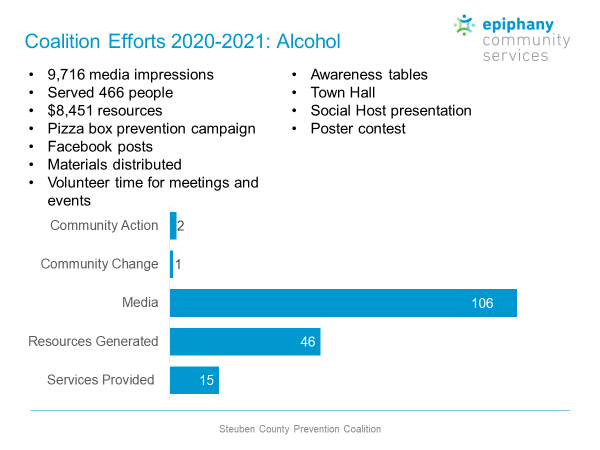 Coalition Efforts 2020-2021: Alcohol
epiphany
community
services
• 9,716 media impressions
• Served 466 people
• $8,451 resources
• Pizza box prevention campaign
• Facebook posts
• Materials distributed
• Volunteer time for meetings and
events
• Awareness tables
• Town Hall
• Social Host presentation
• Poster contest
Community Action 2
Community Change 1
Media 106
Resources Generated 46
Services Provided 15
Steuben County Prevention Coalition